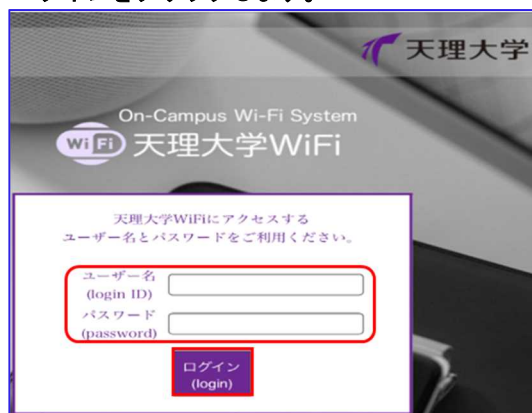 天理大学
On-Campus Wi-Fi System
WiFi 天理大学WiFi
天理大学WiFiにアクセスする
ユーザー名とパスワードをご利用ください。
ユーザー名
(login ID)
パスワード
(password)
ログイン
(login)